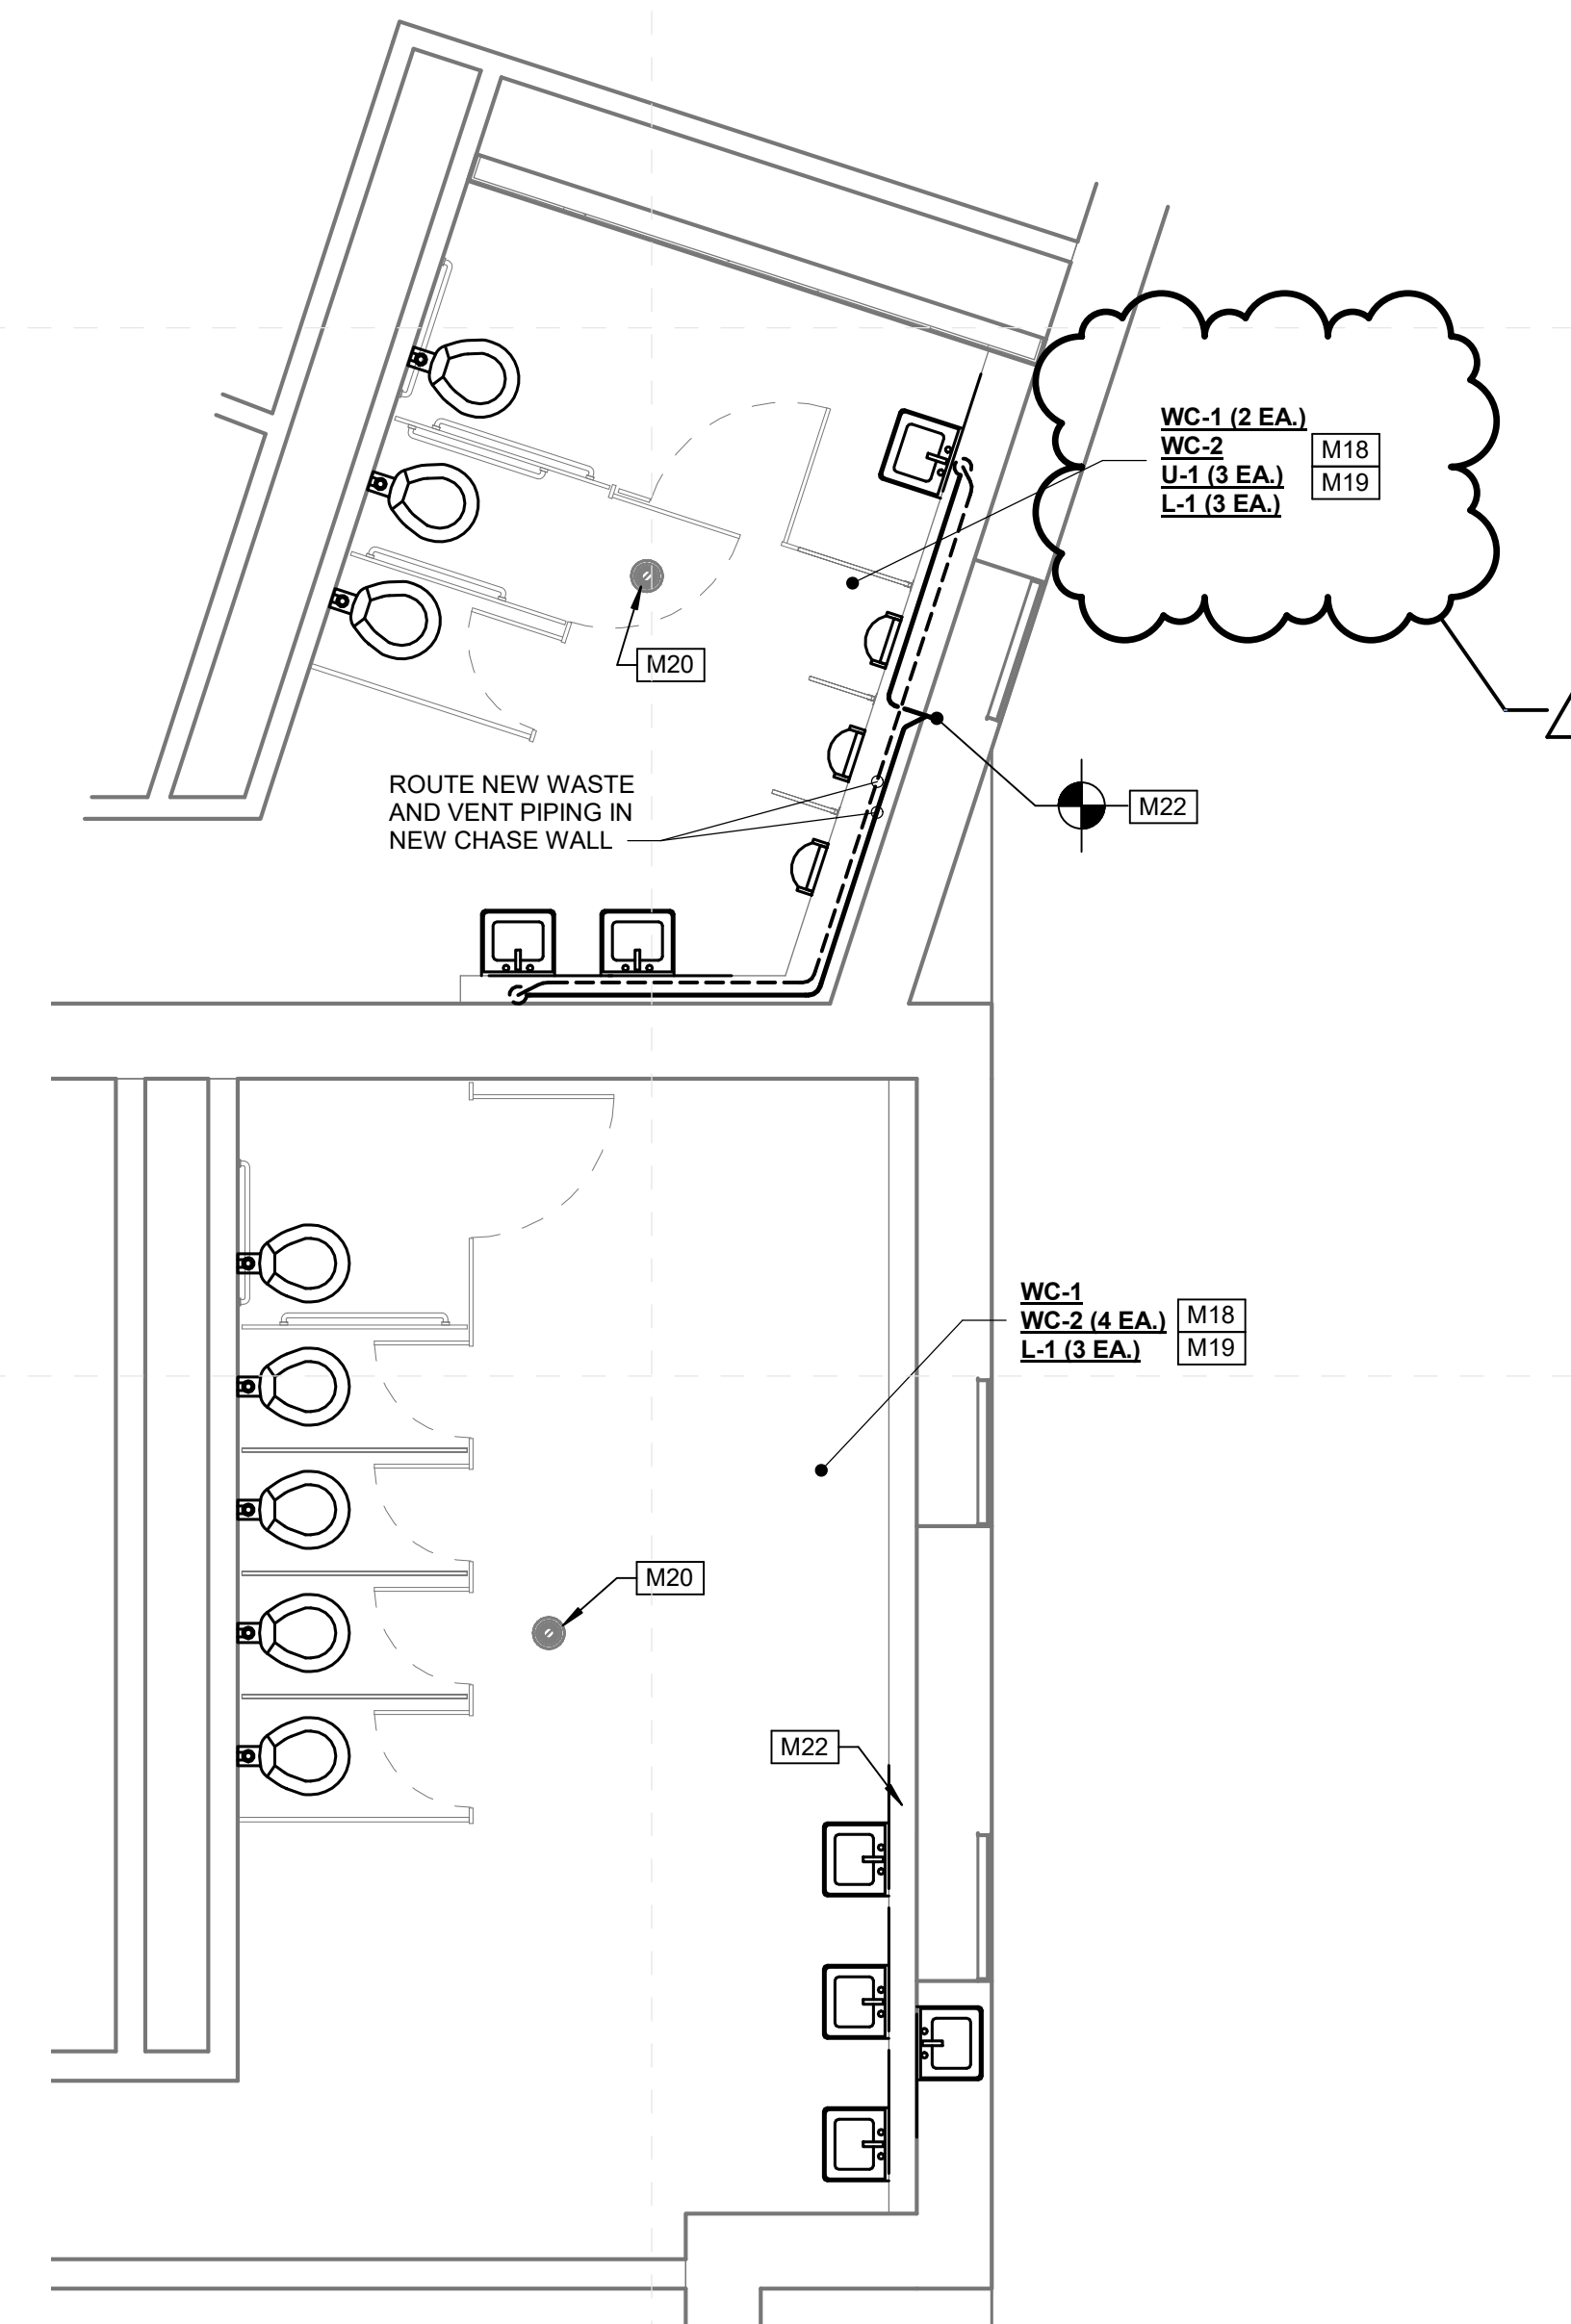 WC-1 (2 EA.)
WC-2
U-1 (3 EA.)
L-1 (3 EA.)
M18
M19
M20
ROUTE NEW WASTE
AND VENT PIPING IN
NEW CHASE WALL
M22
WC-1
WC-2 (4 EA.)
L-1 (3 EA.)
M18
M19
M20
M22